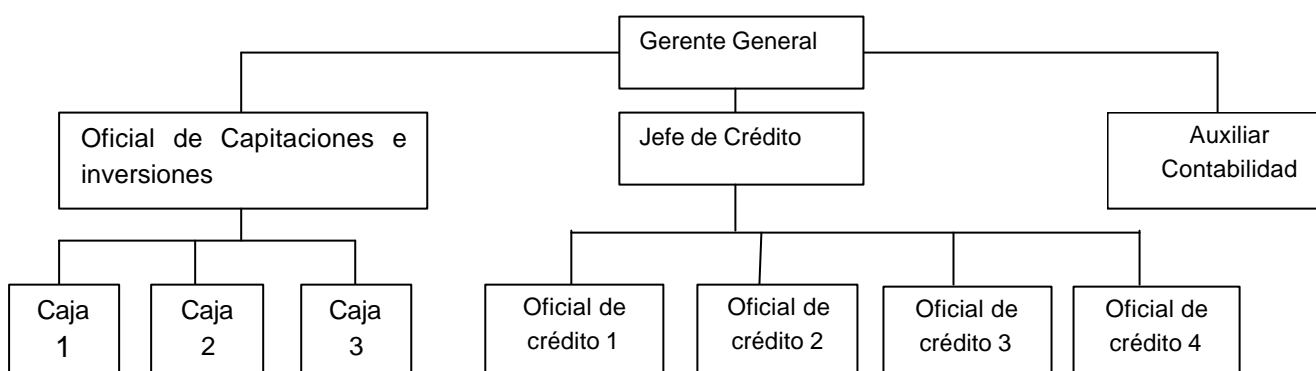 Gerente General
Oficial de Capitaciones e
inversiones
Jefe de Crédito
Auxiliar
Contabilidad
Caja
1
Caja
2
Caja
3
Oficial de
crédito 1
Oficial de
crédito 2
Oficial de
crédito 3
Oficial de
crédito 4